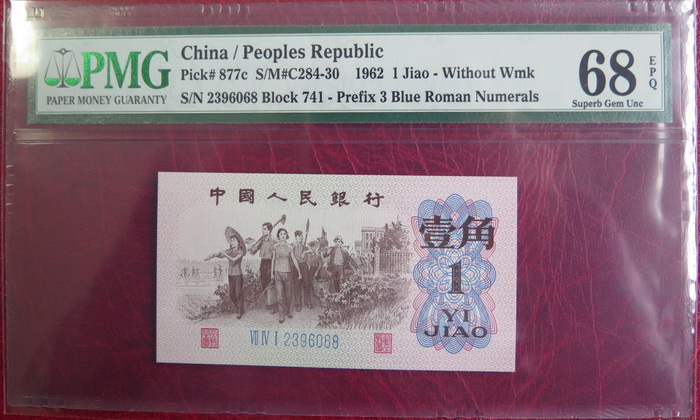 PMG
PAPER MONEY GUARANTY
China / Peoples Republic
Pick# 877c S/M#C284-30 1962 1 Jiao - Without Wmk
S/N 2396068 Block 741 - Prefix 3 Blue Roman Numerals
68 EPQ
Superb Gem Unc
中國人民銀行
壹角
1
YI
JIAO
VII IV I 2396068